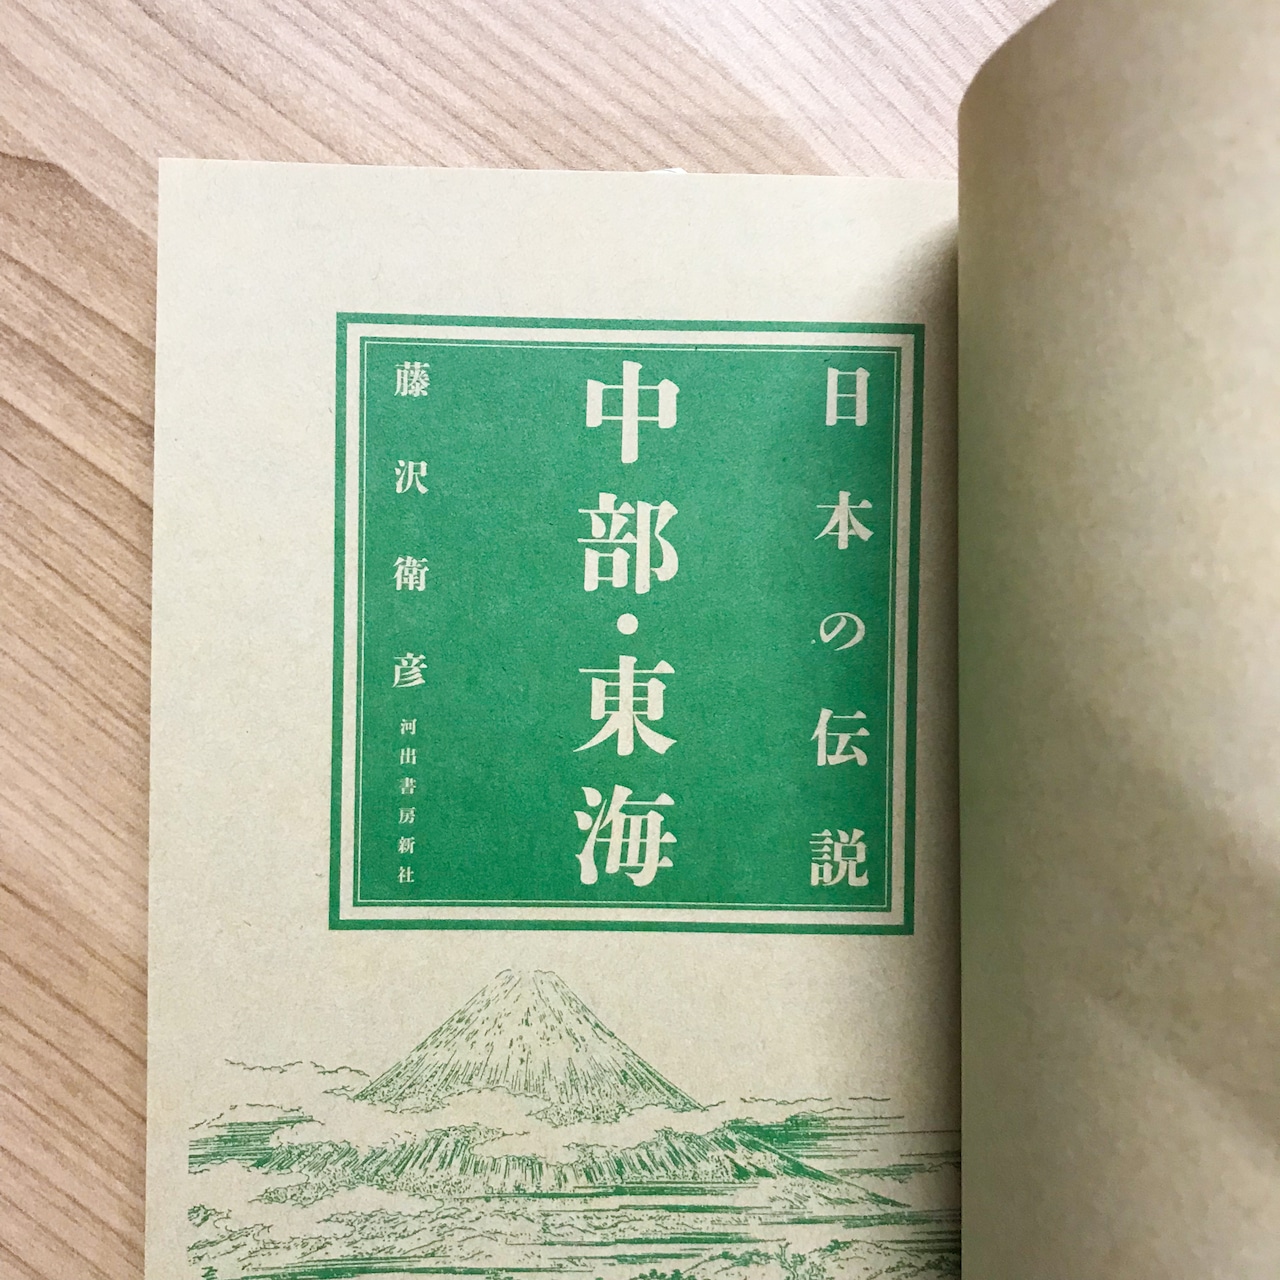 日本の伝説
中部・東海
藤沢衛彦 河出書房新社